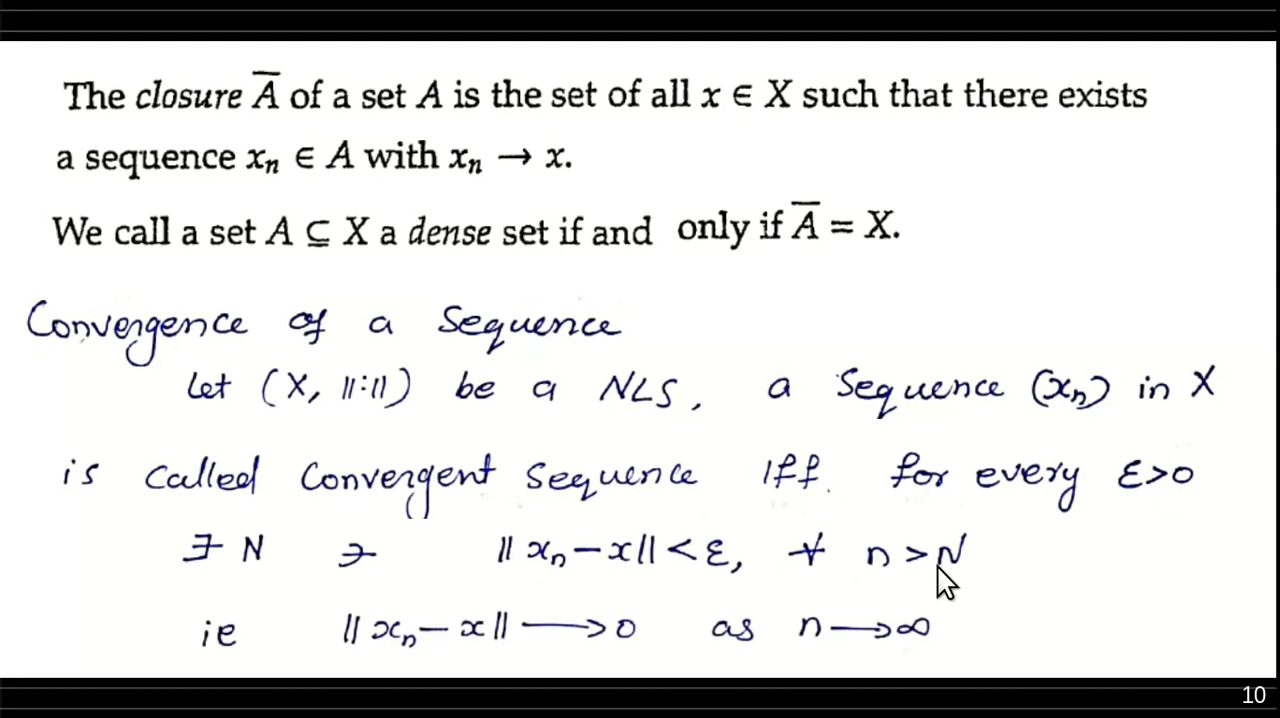 The closure A̅ of a set A is the set of all x ∈ X such that there exists
a sequence xₙ ∈ A with xₙ → x.
We call a set A ⊆ X a dense set if and only if A̅ = X.
Convergence of a Sequence
Let (X, ||·||) be a NLS, a Sequence (xₙ) in X
is called Convergent Sequence iff. for every ε>0
∃ N ∋ || xₙ − x || < ε, ∀ n > N
ie || xₙ − x || ⟶ 0 as n ⟶ ∞
10